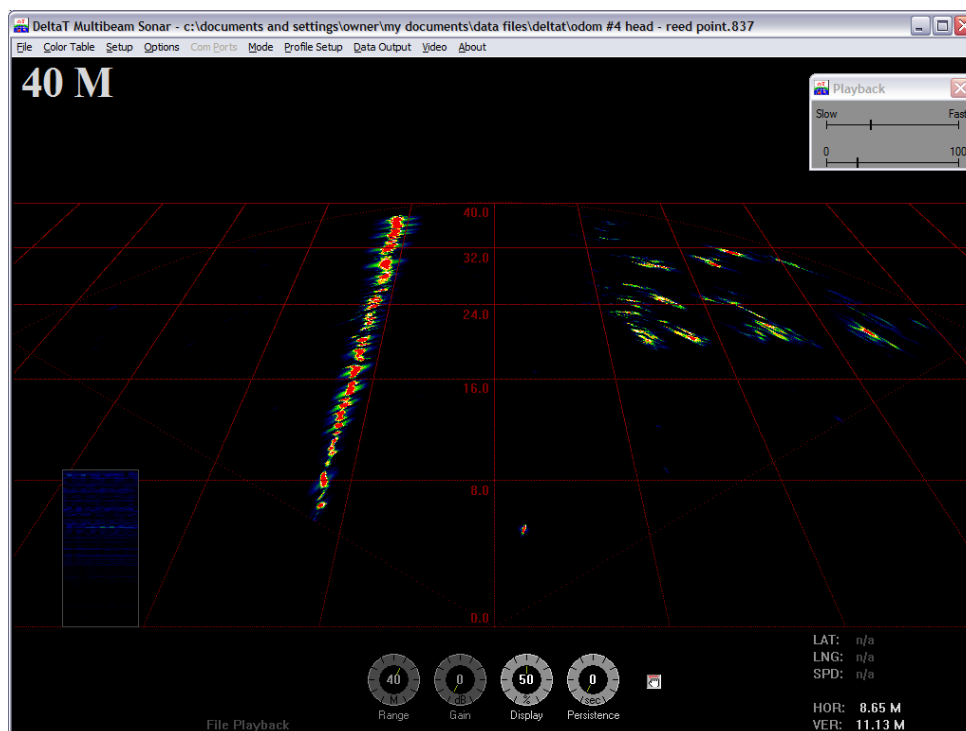 DeltaT Multibeam Sonar - c:\documents and settings\owner\my documents\data files\deltat\odom #4 head - reed point.837
File Color Table Setup Options Com Ports Mode Profile Setup Data Output Video About
40 M
Playback
Slow Fast
0 100
40.0
32.0
24.0
16.0
8.0
0.0
40 0 50 0
M dB % sec
Range Gain Display Persistence
File Playback
LAT: n/a
LNG: n/a
SPD: n/a
HOR: 8.65 M
VER: 11.13 M